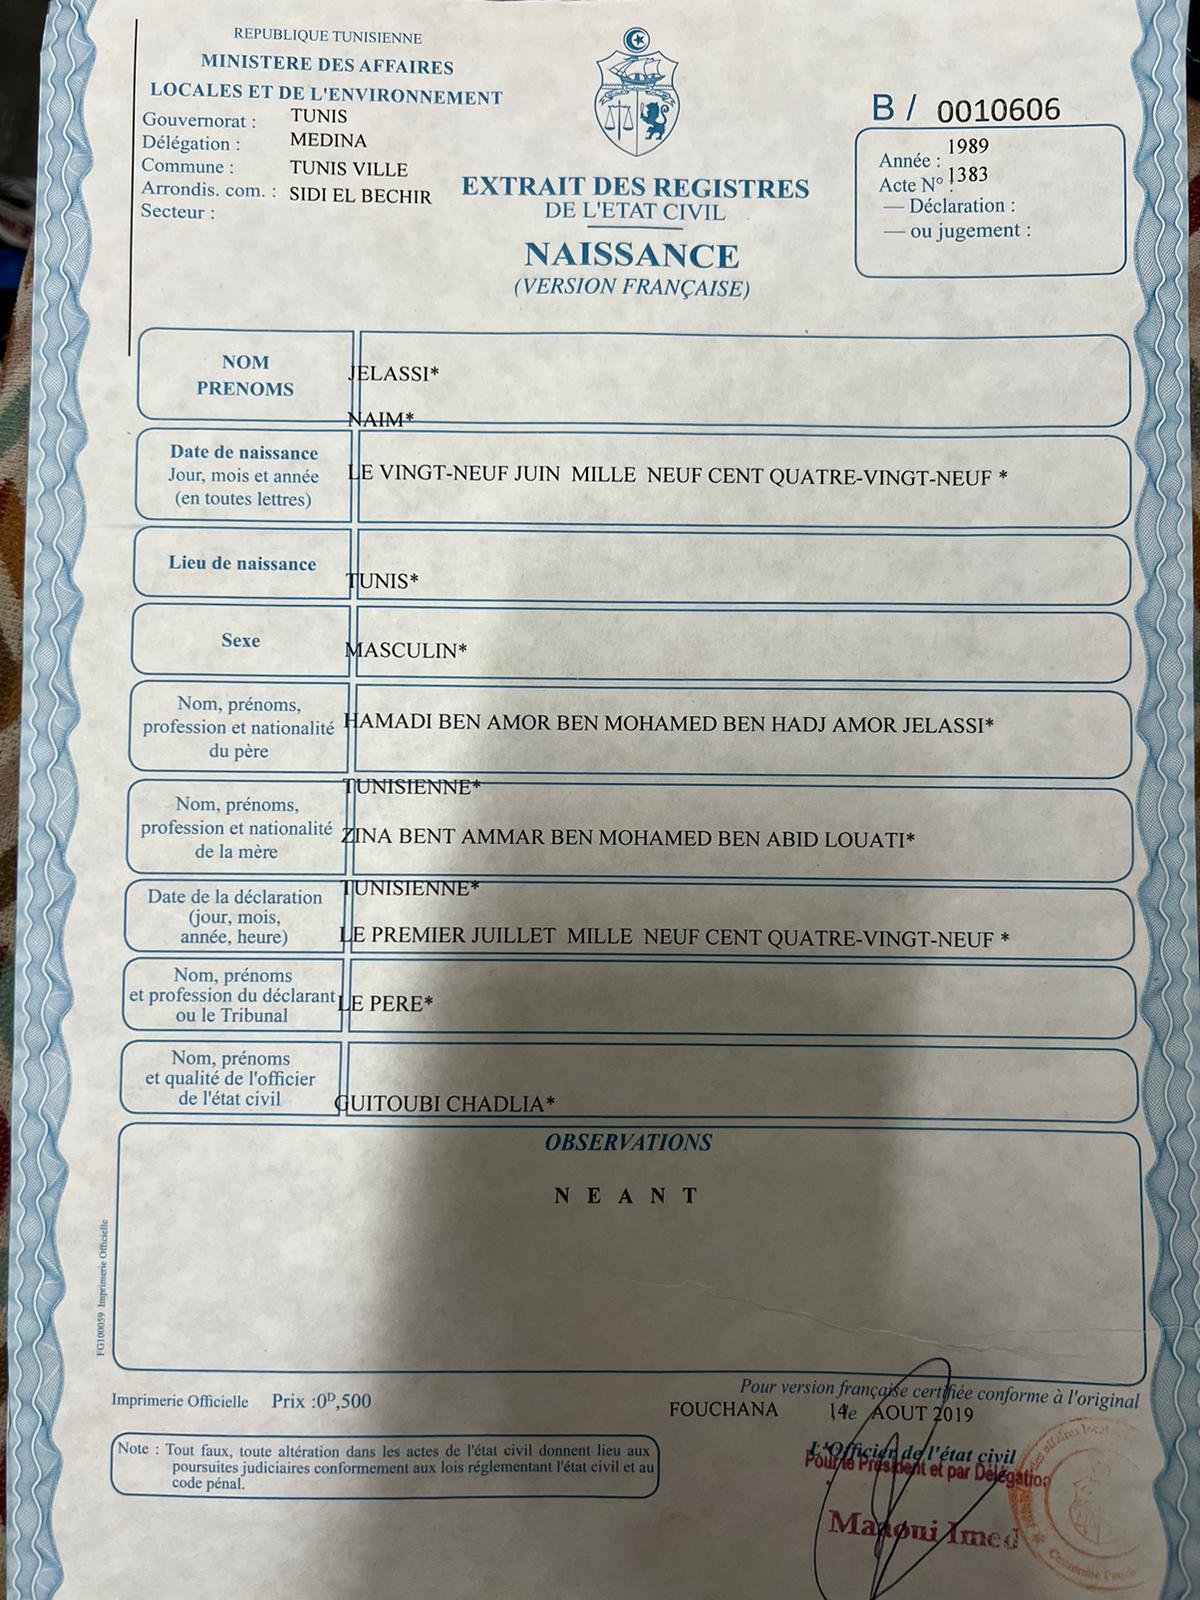 REPUBLIQUE TUNISIENNE
MINISTERE DES AFFAIRES
LOCALES ET DE L'ENVIRONNEMENT
Gouvernorat : TUNIS
Délégation : MEDINA
Commune : TUNIS VILLE
Arrondis. com. : SIDI EL BECHIR
Secteur :
EXTRAIT DES REGISTRES
DE L'ETAT CIVIL
NAISSANCE
(VERSION FRANÇAISE)
B / 0010606
Année : 1989
Acte N° : 1383
— Déclaration :
— ou jugement :
NOM
PRENOMS
JELASSI*
NAIM*
Date de naissance
Jour, mois et année
(en toutes lettres)
LE VINGT-NEUF JUIN MILLE NEUF CENT QUATRE-VINGT-NEUF *
Lieu de naissance
TUNIS*
Sexe
MASCULIN*
Nom, prénoms,
profession et nationalité
du père
HAMADI BEN AMOR BEN MOHAMED BEN HADJ AMOR JELASSI*
TUNISIENNE*
Nom, prénoms,
profession et nationalité
de la mère
ZINA BENT AMMAR BEN MOHAMED BEN ABID LOUATI*
TUNISIENNE*
Date de la déclaration
(jour, mois,
année, heure)
LE PREMIER JUILLET MILLE NEUF CENT QUATRE-VINGT-NEUF *
Nom, prénoms
et profession du déclarant
ou le Tribunal
LE PERE*
Nom, prénoms
et qualité de l'officier
de l'état civil
GUITOUBI CHADLIA*
OBSERVATIONS
N E A N T
FG100059 Imprimerie Officielle
Imprimerie Officielle Prix :0D,500
Pour version française certifiée conforme à l'original
FOUCHANA 14 le AOUT 2019
Note : Tout faux, toute altération dans les actes de l'état civil donnent lieu aux
poursuites judiciaires conformement aux lois réglementant l'état civil et au
code pénal.
L'Officier de l'état civil
Pour le Président et par Délégation
Manoui Imed